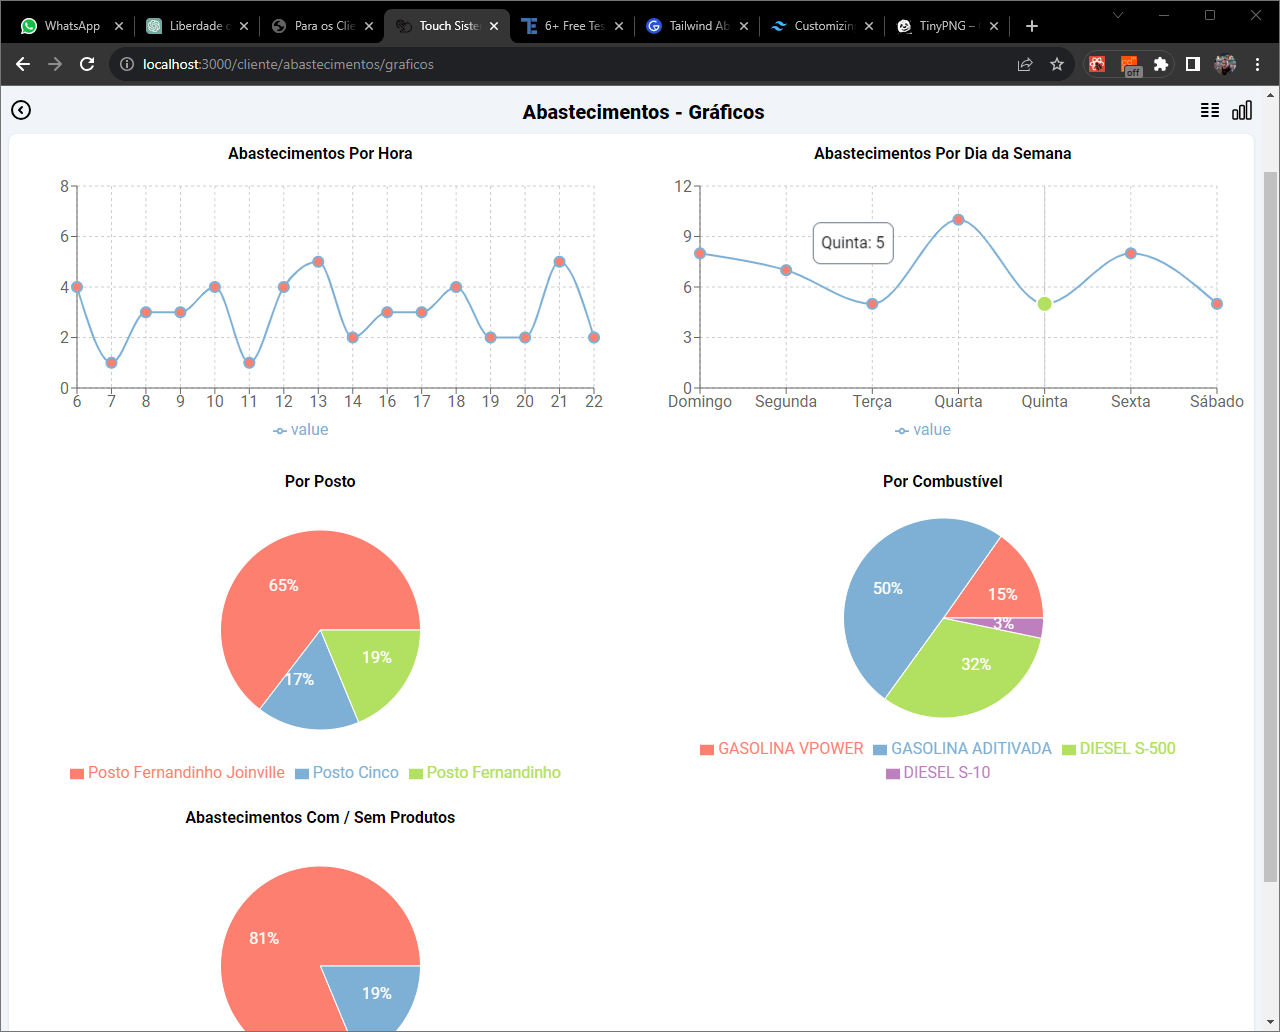 WhatsApp
Liberdade
Para os Clie
Touch Siste
6+ Free Tes
Tailwind Ab
Customizin
TinyPNG –
localhost:3000/cliente/abastecimentos/graficos
off
Abastecimentos - Gráficos
Abastecimentos Por Hora
8
6
4
2
0
6 7 8 9 10 11 12 13 14 16 17 18 19 20 21 22
value
Abastecimentos Por Dia da Semana
12
9
6
3
0
Quinta: 5
Domingo Segunda Terça Quarta Quinta Sexta Sábado
value
Por Posto
65%
19%
17%
Posto Fernandinho Joinville Posto Cinco Posto Fernandinho
Por Combustível
50%
15%
3%
32%
GASOLINA VPOWER GASOLINA ADITIVADA DIESEL S-500
DIESEL S-10
Abastecimentos Com / Sem Produtos
81%
19%